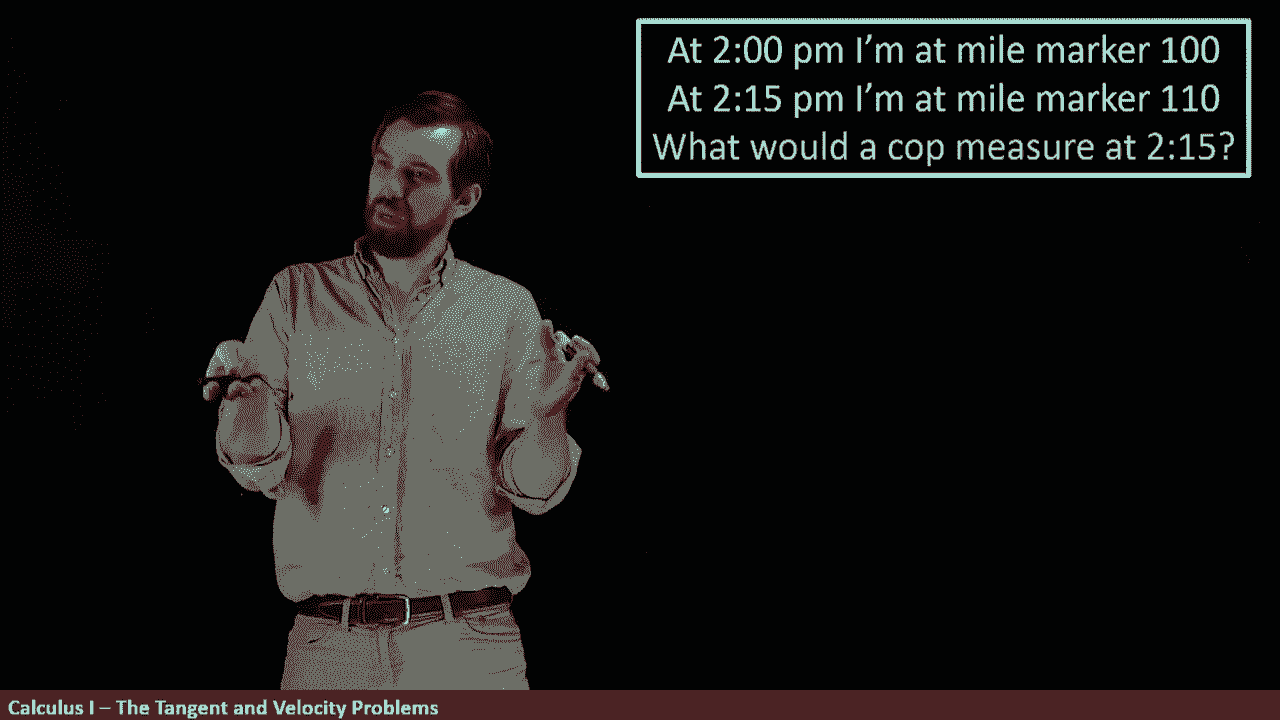 At 2:00 pm I’m at mile marker 100
At 2:15 pm I’m at mile marker 110
What would a cop measure at 2:15?
Calculus I – The Tangent and Velocity Problems